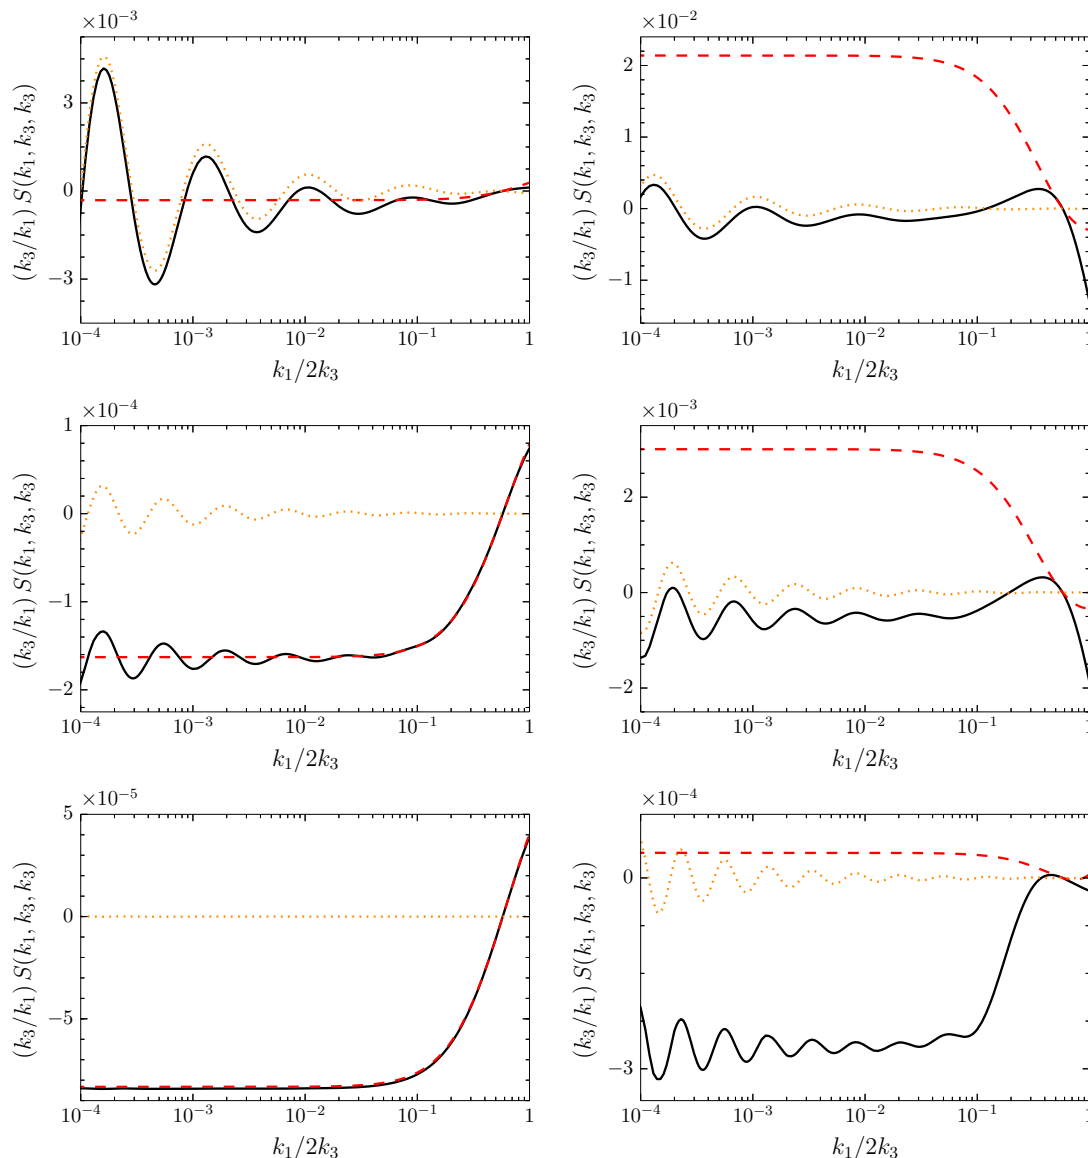 ×10⁻³
(k₃/k₁) S(k₁, k₃, k₃)
3
0
−3
10⁻⁴ 10⁻³ 10⁻² 10⁻¹ 1
k₁/2k₃
×10⁻²
(k₃/k₁) S(k₁, k₃, k₃)
2
1
0
−1
10⁻⁴ 10⁻³ 10⁻² 10⁻¹ 1
k₁/2k₃
×10⁻⁴
(k₃/k₁) S(k₁, k₃, k₃)
1
0
−1
−2
10⁻⁴ 10⁻³ 10⁻² 10⁻¹ 1
k₁/2k₃
×10⁻³
(k₃/k₁) S(k₁, k₃, k₃)
2
0
−2
10⁻⁴ 10⁻³ 10⁻² 10⁻¹ 1
k₁/2k₃
×10⁻⁵
(k₃/k₁) S(k₁, k₃, k₃)
5
0
−5
10⁻⁴ 10⁻³ 10⁻² 10⁻¹ 1
k₁/2k₃
×10⁻⁴
(k₃/k₁) S(k₁, k₃, k₃)
0
−3
10⁻⁴ 10⁻³ 10⁻² 10⁻¹ 1
k₁/2k₃